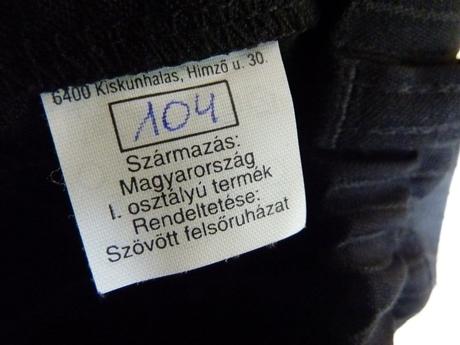 6400 Kiskunhalas, Hímző u. 30.
104
Származás:
Magyarország
I. osztályú termék
Rendeltetése:
Szövött felsőruházat